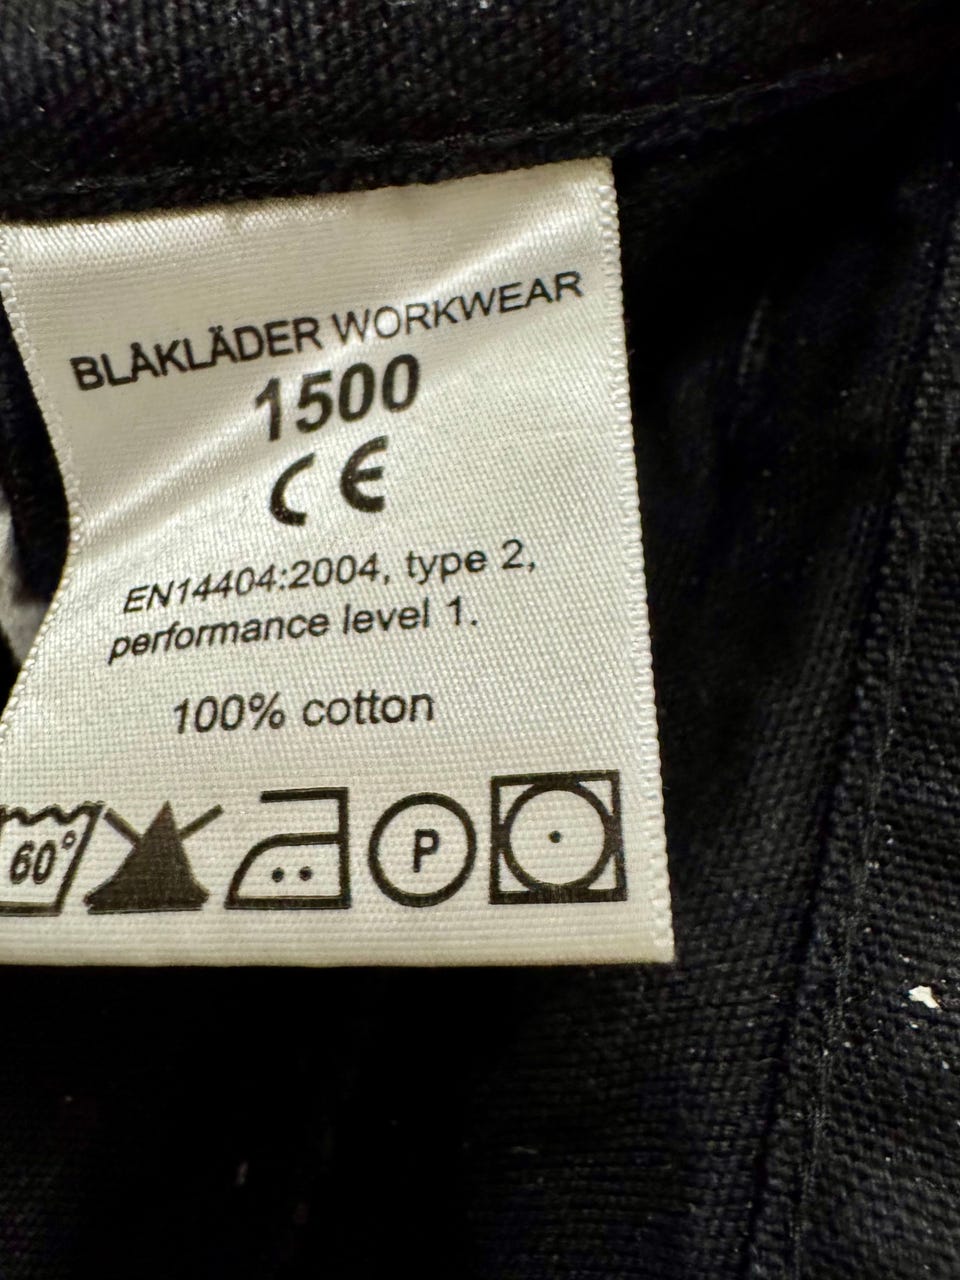 BLÅKLÄDER WORKWEAR
1500
CE
EN14404:2004, type 2,
performance level 1.
100% cotton
60° P